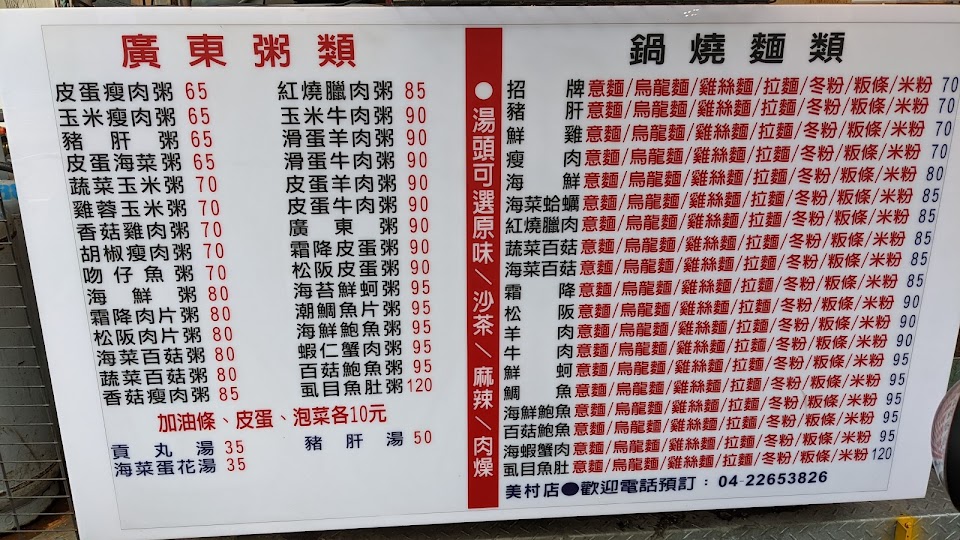 廣東粥類
皮蛋瘦肉粥 65
玉米瘦肉粥 65
豬肝粥 65
皮蛋海菜粥 65
蔬菜玉米粥 70
雞蓉玉米粥 70
香菇雞肉粥 70
胡椒瘦肉粥 70
吻仔魚粥 70
海鮮粥 80
霜降肉片粥 80
松阪肉片粥 80
海菜百菇粥 80
蔬菜百菇粥 80
香菇瘦肉粥 85
紅燒臘肉粥 85
玉米牛肉粥 90
滑蛋羊肉粥 90
滑蛋牛肉粥 90
皮蛋羊肉粥 90
皮蛋牛肉粥 90
廣東粥 90
霜降皮蛋粥 90
松阪皮蛋粥 90
海苔鮮蚵粥 95
潮鯛魚片粥 95
海鮮鮑魚粥 95
蝦仁蟹肉粥 95
百菇鮑魚粥 95
虱目魚肚粥 120
加油條、皮蛋、泡菜各10元
貢丸湯 35
海菜蛋花湯 35
豬肝湯 50
●湯頭可選原味／沙茶／麻辣／肉燥
鍋燒麵類
招牌意麵/烏龍麵/雞絲麵/拉麵/冬粉/粄條/米粉 70
豬肝意麵/烏龍麵/雞絲麵/拉麵/冬粉/粄條/米粉 70
鮮雞意麵/烏龍麵/雞絲麵/拉麵/冬粉/粄條/米粉 70
瘦肉意麵/烏龍麵/雞絲麵/拉麵/冬粉/粄條/米粉 70
海鮮意麵/烏龍麵/雞絲麵/拉麵/冬粉/粄條/米粉 80
海菜蛤蠣意麵/烏龍麵/雞絲麵/拉麵/冬粉/粄條/米粉 85
紅燒臘肉意麵/烏龍麵/雞絲麵/拉麵/冬粉/粄條/米粉 85
蔬菜百菇意麵/烏龍麵/雞絲麵/拉麵/冬粉/粄條/米粉 85
海菜百菇意麵/烏龍麵/雞絲麵/拉麵/冬粉/粄條/米粉 85
霜降意麵/烏龍麵/雞絲麵/拉麵/冬粉/粄條/米粉 85
松阪意麵/烏龍麵/雞絲麵/拉麵/冬粉/粄條/米粉 90
羊肉意麵/烏龍麵/雞絲麵/拉麵/冬粉/粄條/米粉 90
牛肉意麵/烏龍麵/雞絲麵/拉麵/冬粉/粄條/米粉 90
鮮蚵意麵/烏龍麵/雞絲麵/拉麵/冬粉/粄條/米粉 95
鯛魚意麵/烏龍麵/雞絲麵/拉麵/冬粉/粄條/米粉 95
海鮮鮑魚意麵/烏龍麵/雞絲麵/拉麵/冬粉/粄條/米粉 95
百菇鮑魚意麵/烏龍麵/雞絲麵/拉麵/冬粉/粄條/米粉 95
海蝦蟹肉意麵/烏龍麵/雞絲麵/拉麵/冬粉/粄條/米粉 95
虱目魚肚意麵/烏龍麵/雞絲麵/拉麵/冬粉/粄條/米粉 120
美村店●歡迎電話預訂：04-22653826